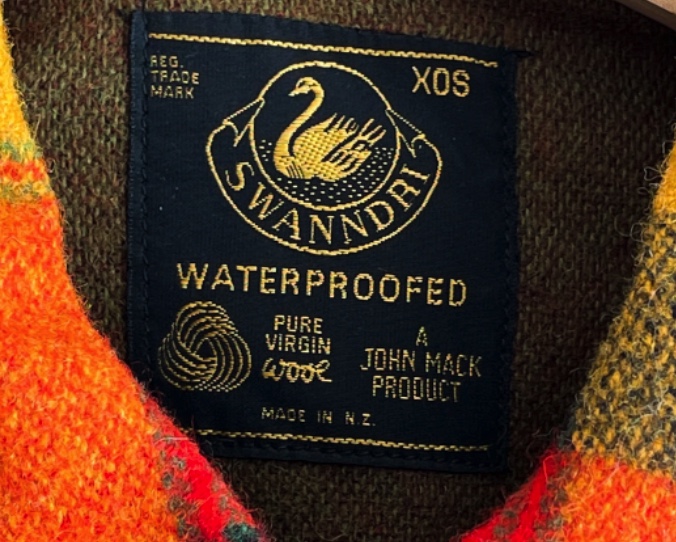 REG.
TRADE
MARK
XOS
SWANNDRI
WATERPROOFED
PURE
VIRGIN
wool
A
JOHN MACK
PRODUCT
MADE IN N.Z.